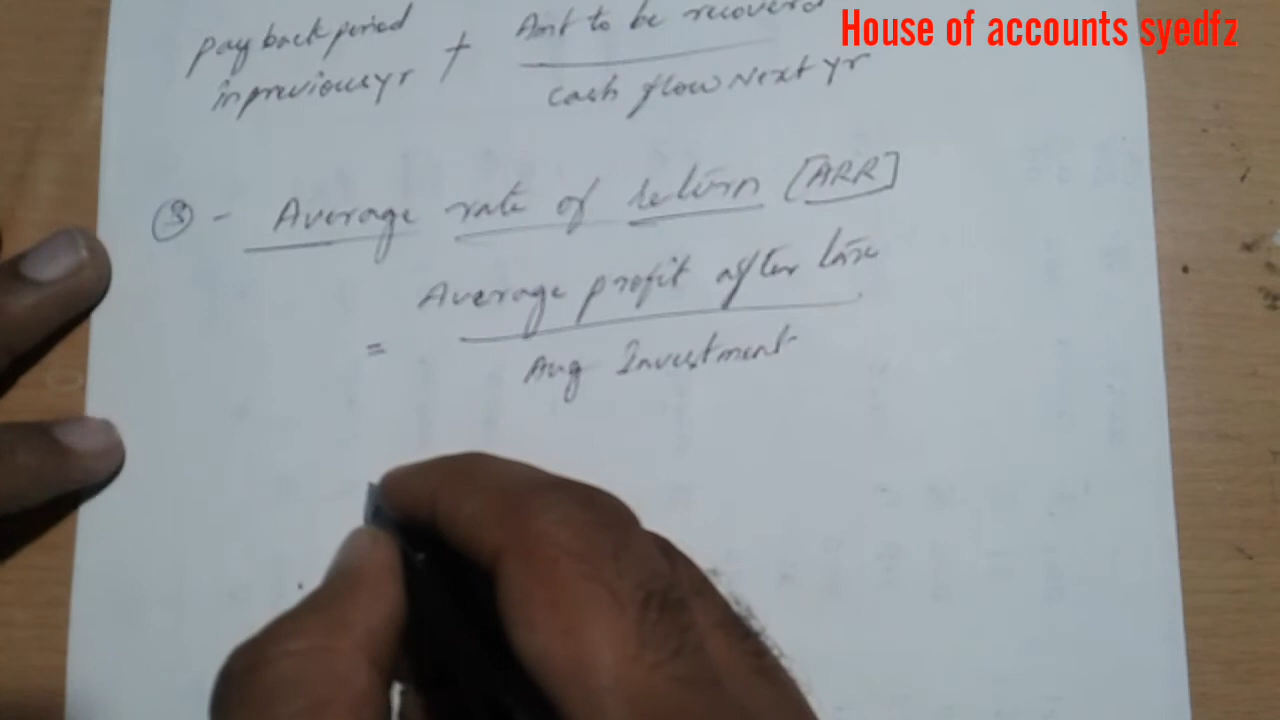 House of accounts syedfz
pay back period + Amt to be recovered
in previous yr cash flow Next yr
③ - Average rate of return [ARR]
Average profit after tax
=
Avg Investment